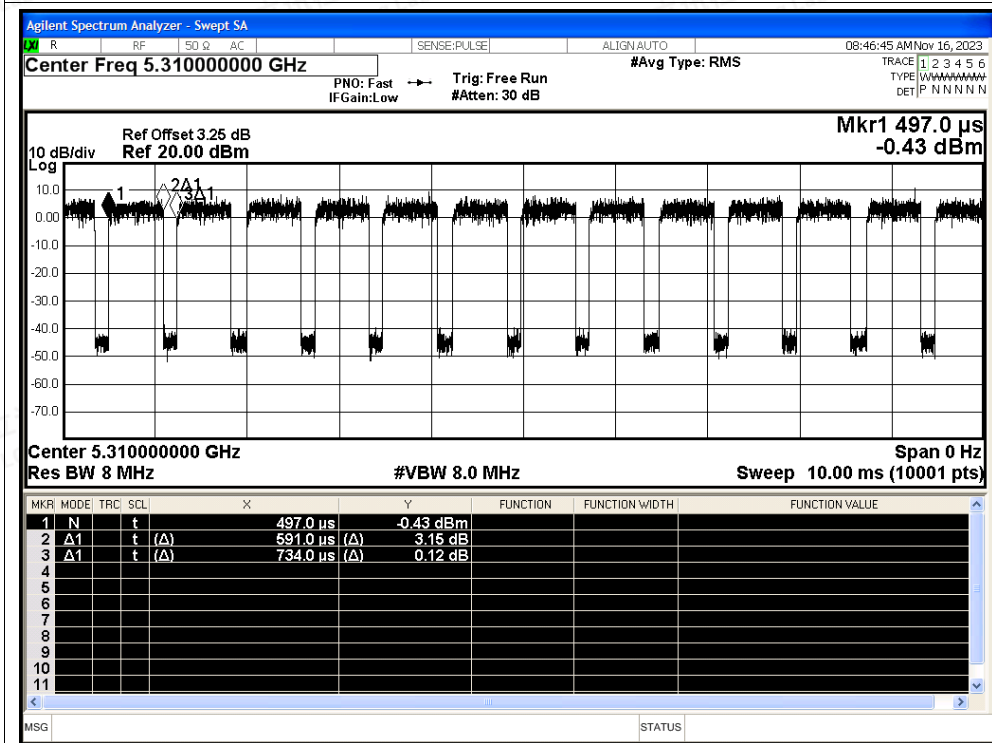 Agilent Spectrum Analyzer - Swept SA
LXI R RF 50 Ω AC SENSE:PULSE ALIGN AUTO 08:46:45 AM Nov 16, 2023
Center Freq 5.310000000 GHz #Avg Type: RMS TRACE 1 2 3 4 5 6
PNO: Fast Trig: Free Run TYPE WWWWWW
IFGain:Low #Atten: 30 dB DET P N N N N N
Mkr1 497.0 µs
-0.43 dBm
Ref Offset 3.25 dB
10 dB/div Ref 20.00 dBm
Log
10.0
0.00
-10.0
-20.0
-30.0
-40.0
-50.0
-60.0
-70.0
1
2Δ1
3Δ1
Center 5.310000000 GHz Span 0 Hz
Res BW 8 MHz #VBW 8.0 MHz Sweep 10.00 ms (10001 pts)
MKR MODE TRC SCL X Y FUNCTION FUNCTION WIDTH FUNCTION VALUE
1 N t 497.0 µs -0.43 dBm
2 Δ1 t (Δ) 591.0 µs (Δ) 3.15 dB
3 Δ1 t (Δ) 734.0 µs (Δ) 0.12 dB
4
5
6
7
8
9
10
11
MSG STATUS